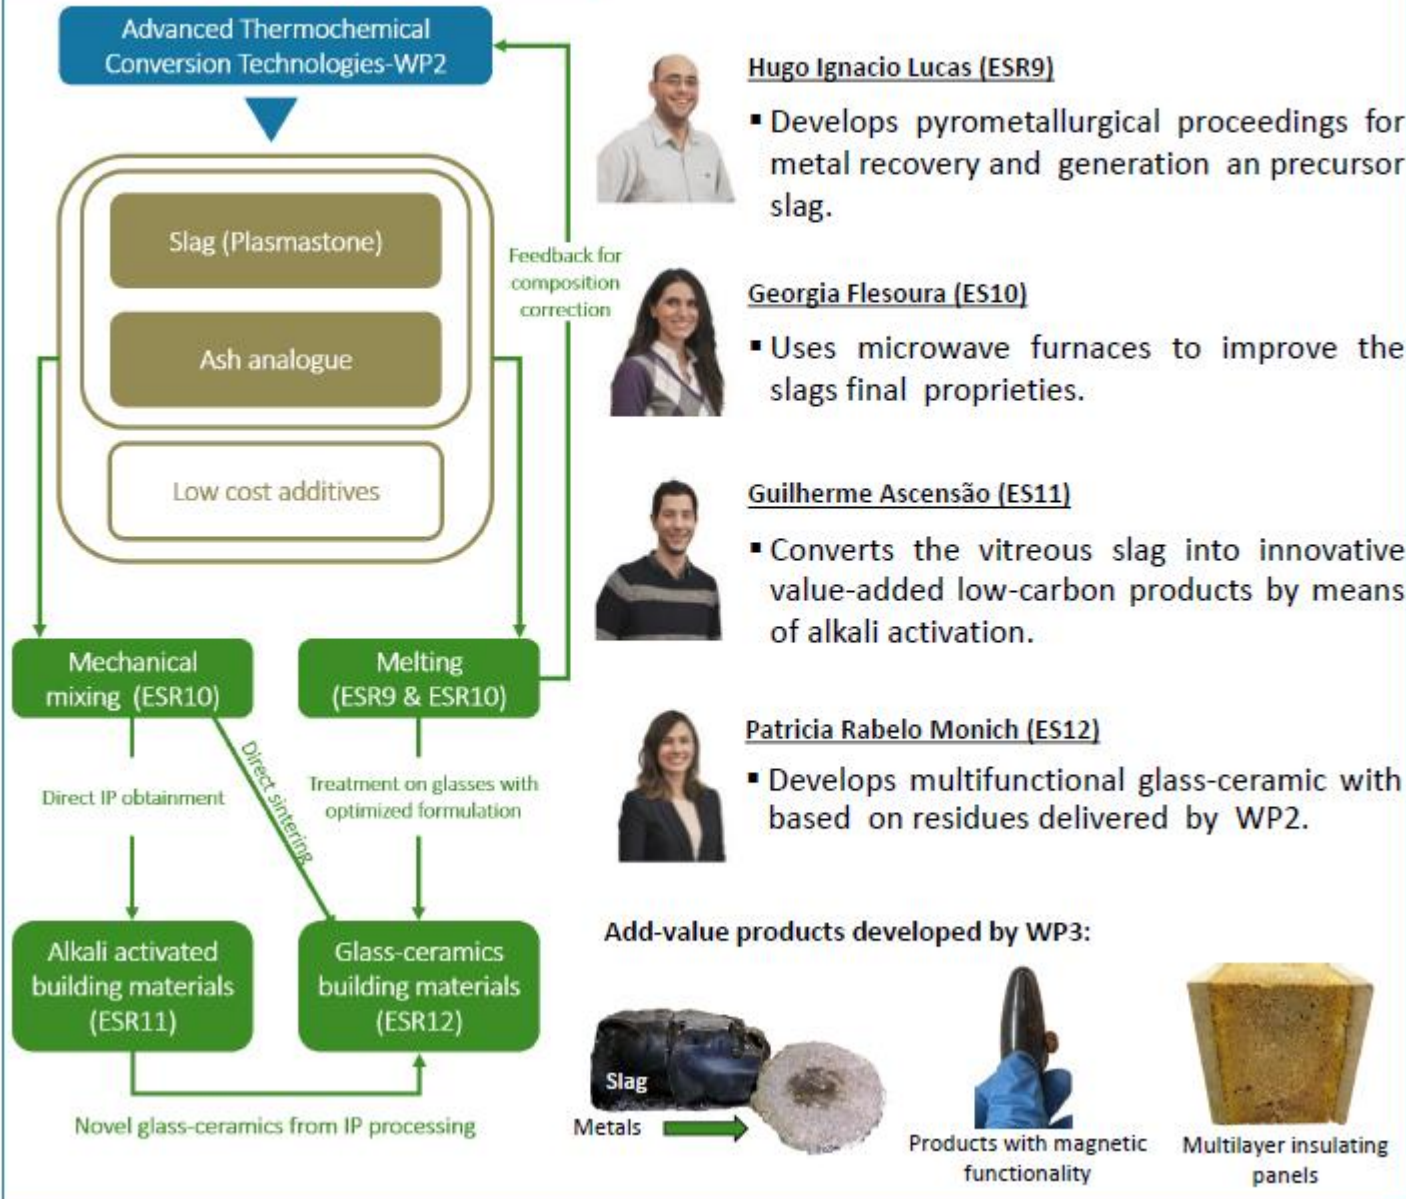 Advanced Thermochemical
Conversion Technologies-WP2
Slag (Plasmastone)
Ash analogue
Low cost additives
Feedback for
composition
correction
Mechanical
mixing (ESR10)
Melting
(ESR9 & ESR10)
Direct IP obtainment
Direct sintering
Treatment on glasses with
optimized formulation
Alkali activated
building materials
(ESR11)
Glass-ceramics
building materials
(ESR12)
Novel glass-ceramics from IP processing
Hugo Ignacio Lucas (ESR9)
▪ Develops pyrometallurgical proceedings for
metal recovery and generation an precursor
slag.
Georgia Flesoura (ES10)
▪ Uses microwave furnaces to improve the
slags final proprieties.
Guilherme Ascensão (ES11)
▪ Converts the vitreous slag into innovative
value-added low-carbon products by means
of alkali activation.
Patricia Rabelo Monich (ES12)
▪ Develops multifunctional glass-ceramic with
based on residues delivered by WP2.
Add-value products developed by WP3:
Slag
Metals
Products with magnetic
functionality
Multilayer insulating
panels